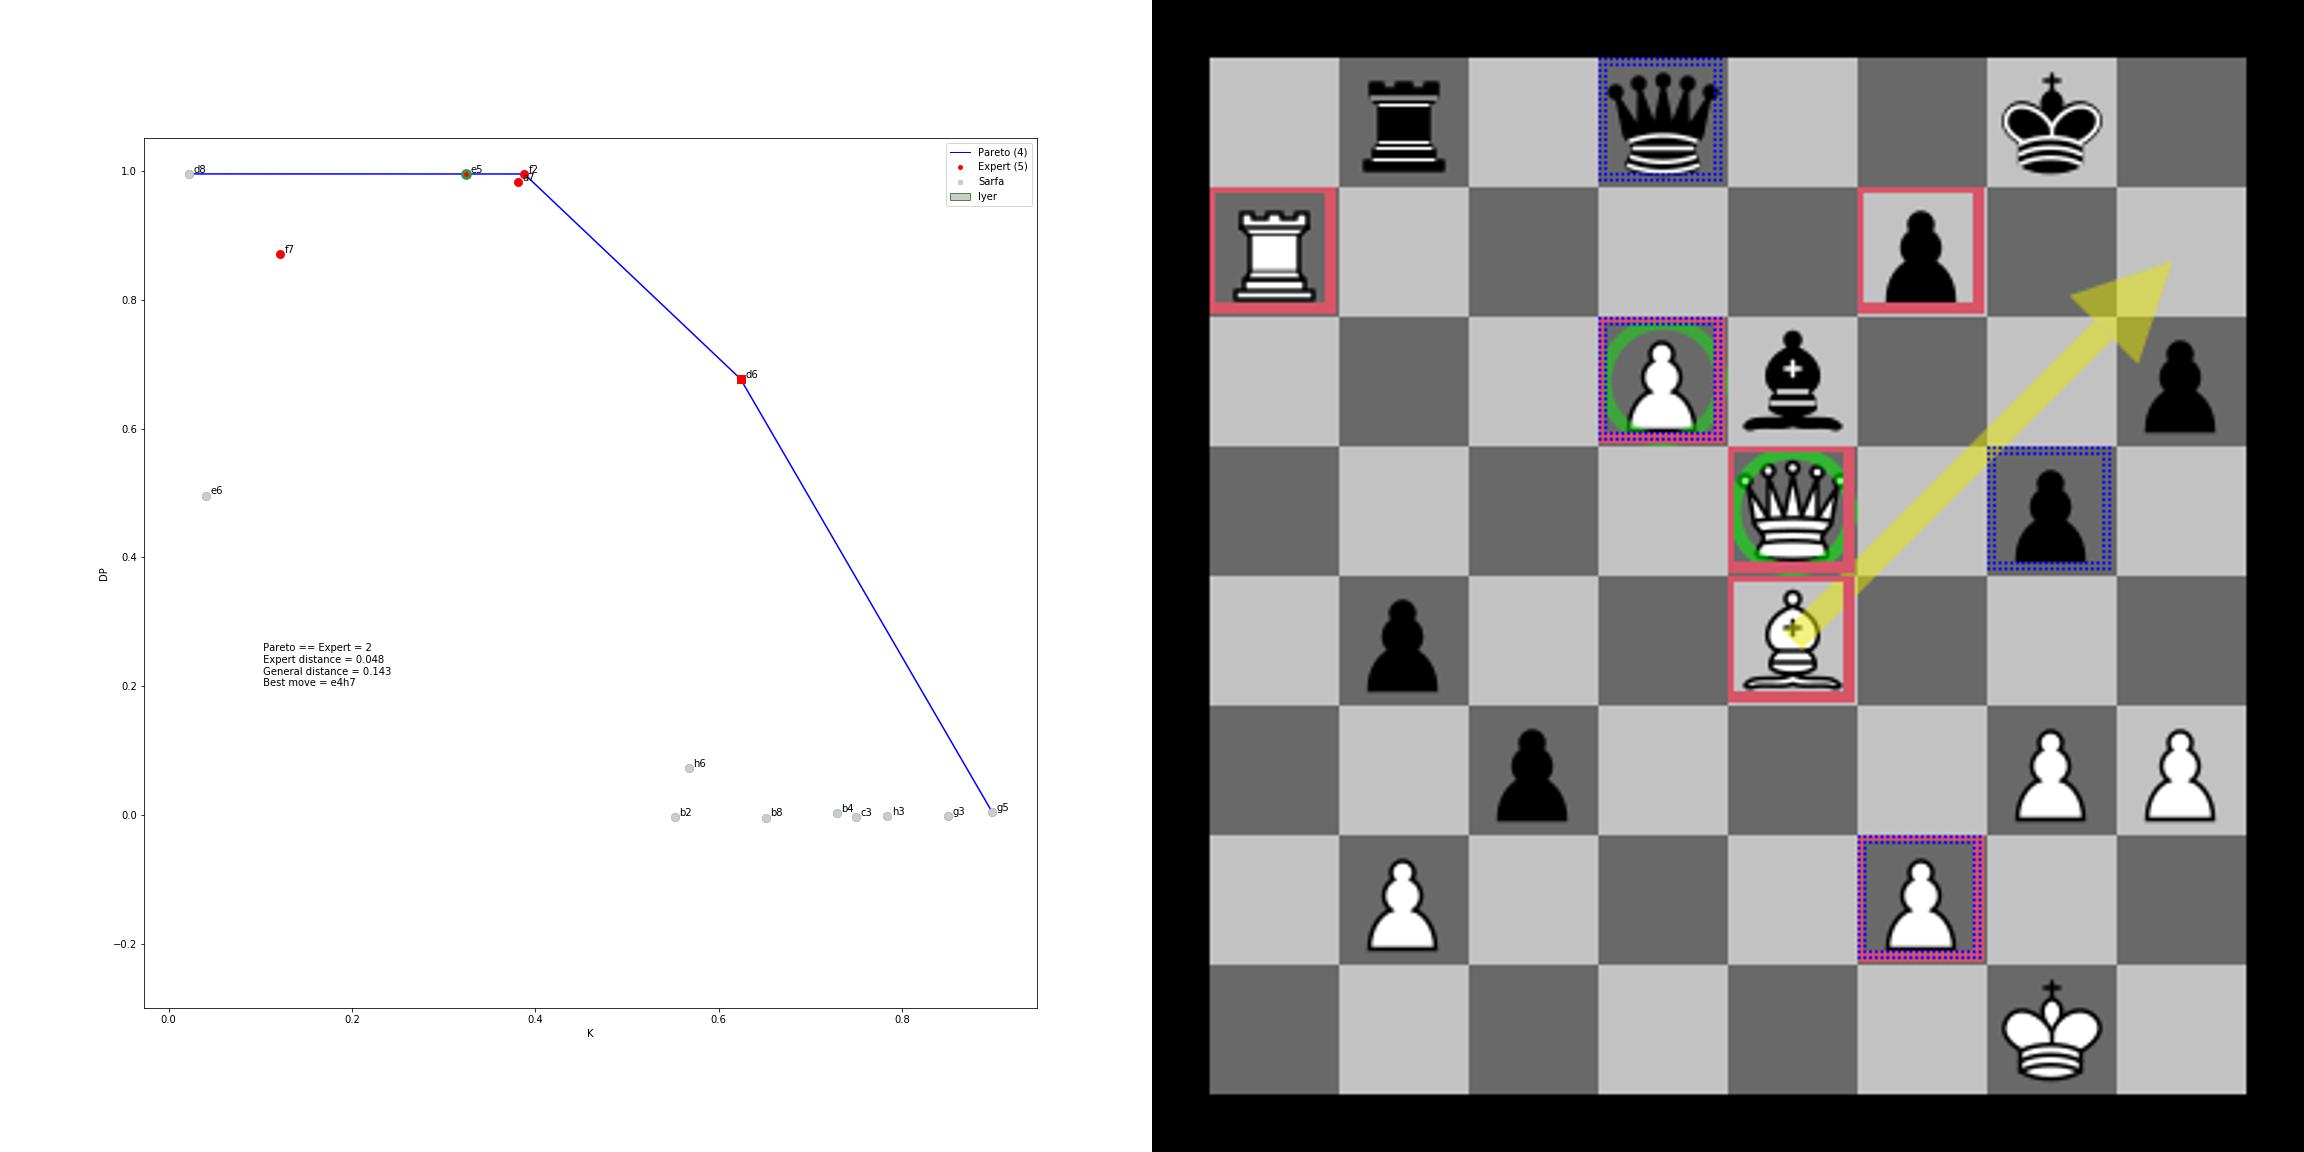 1.0
0.8
0.6
0.4
0.2
0.0
−0.2
DP
0.0 0.2 0.4 0.6 0.8
K
Pareto (4)
Expert (5)
Sarfa
Iyer
d8
e5
f2
f7
d6
e6
Pareto == Expert = 2
Expert distance = 0.048
General distance = 0.143
Best move = e4h7
h6
b2
b8
b4
c3
h3
g3
g5